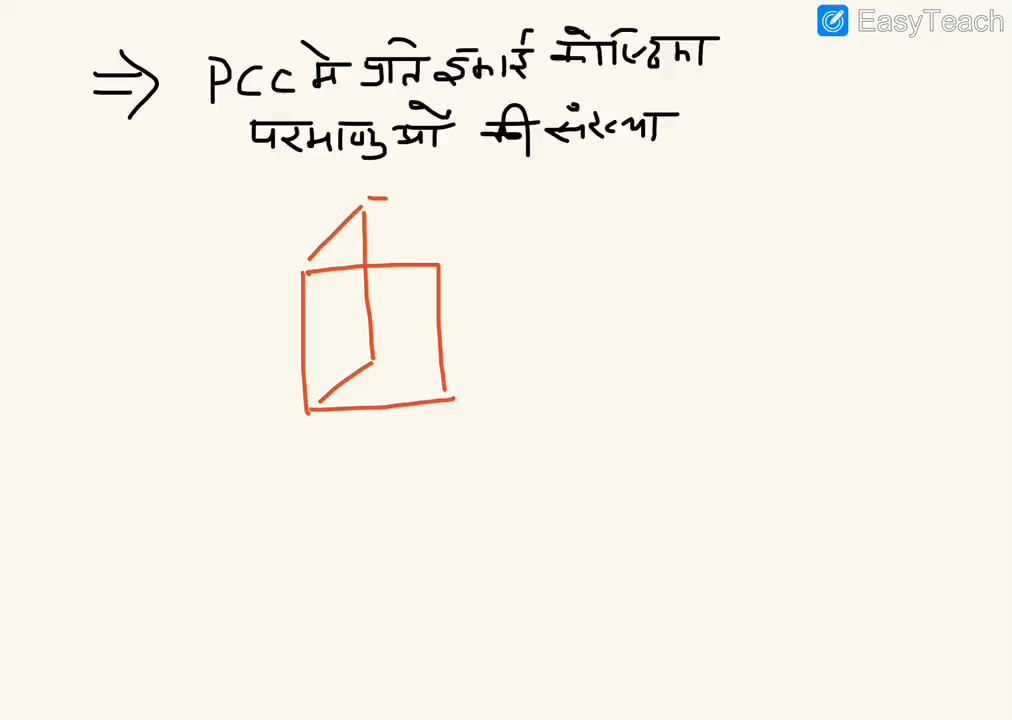 EasyTeach
⇒ PCC में प्रति इकाई कोष्ठिका
परमाणुओं की संख्या